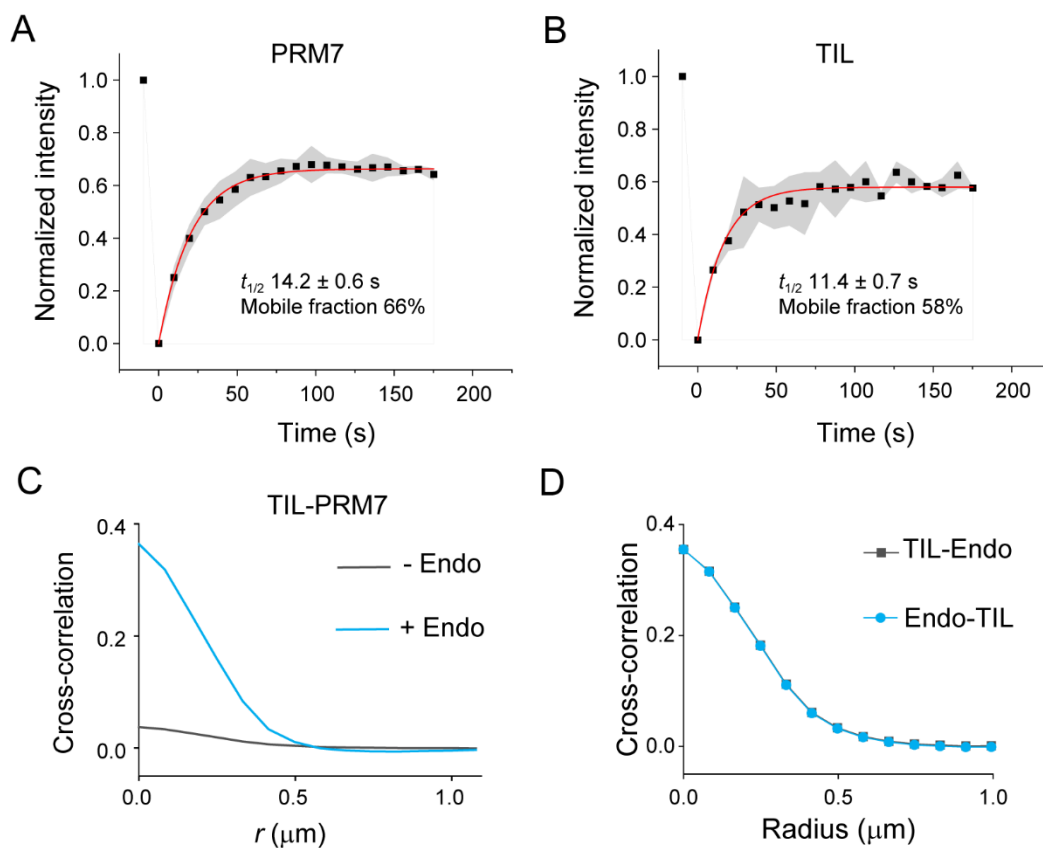 A
PRM7
Normalized intensity
1.0
0.8
0.6
0.4
0.2
0.0
t1/2 14.2 ± 0.6 s
Mobile fraction 66%
0
50
100
150
200
Time (s)
B
TIL
Normalized intensity
1.0
0.8
0.6
0.4
0.2
0.0
t1/2 11.4 ± 0.7 s
Mobile fraction 58%
0
50
100
150
200
Time (s)
C
TIL-PRM7
Cross-correlation
0.4
0.2
0.0
- Endo
+ Endo
0.0
0.5
1.0
r (μm)
D
Cross-correlation
0.4
0.2
0.0
TIL-Endo
Endo-TIL
0.0
0.5
1.0
Radius (μm)